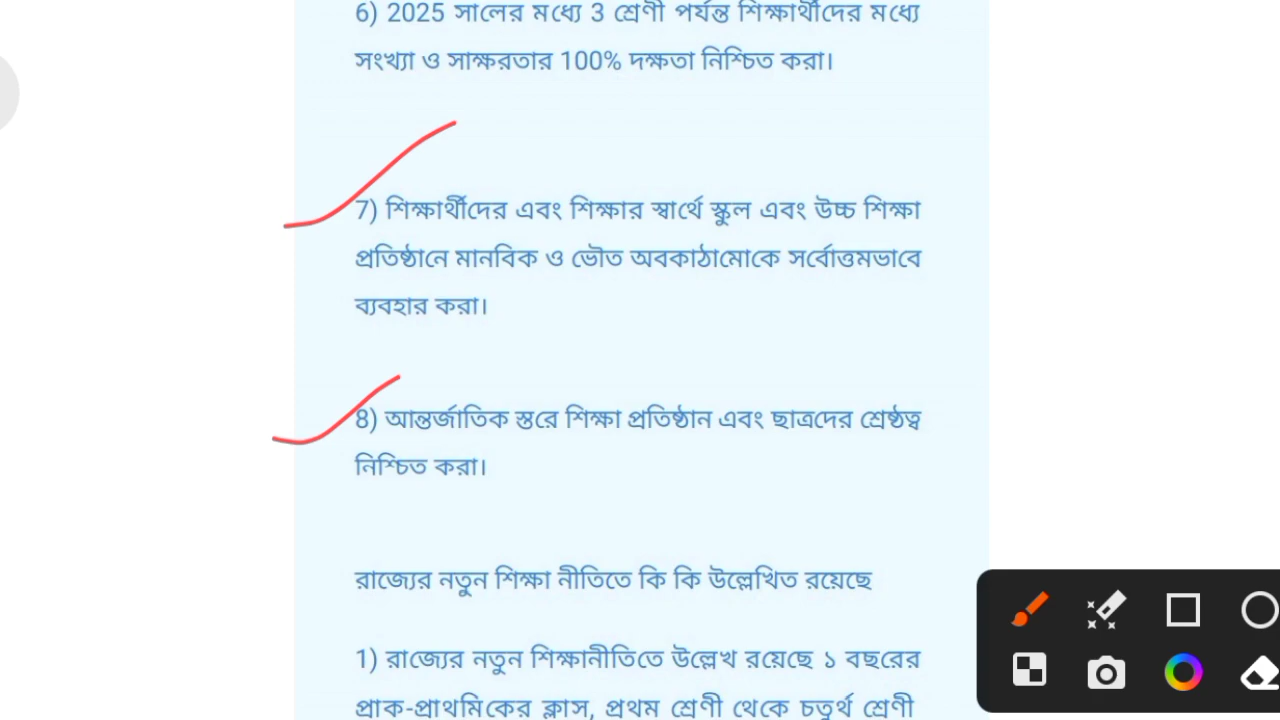 6) 2025 সালের মধ্যে 3 শ্রেণী পর্যন্ত শিক্ষার্থীদের মধ্যে
সংখ্যা ও সাক্ষরতার 100% দক্ষতা নিশ্চিত করা।
7) শিক্ষার্থীদের এবং শিক্ষার স্বার্থে স্কুল এবং উচ্চ শিক্ষা
প্রতিষ্ঠানে মানবিক ও ভৌত অবকাঠামোকে সর্বোত্তমভাবে
ব্যবহার করা।
8) আন্তর্জাতিক স্তরে শিক্ষা প্রতিষ্ঠান এবং ছাত্রদের শ্রেষ্ঠত্ব
নিশ্চিত করা।
রাজ্যের নতুন শিক্ষা নীতিতে কি কি উল্লেখিত রয়েছে
1) রাজ্যের নতুন শিক্ষানীতিতে উল্লেখ রয়েছে ১ বছরের
প্রাক-প্রাথমিকের ক্লাস, প্রথম শ্রেণী থেকে চতুর্থ শ্রেণী